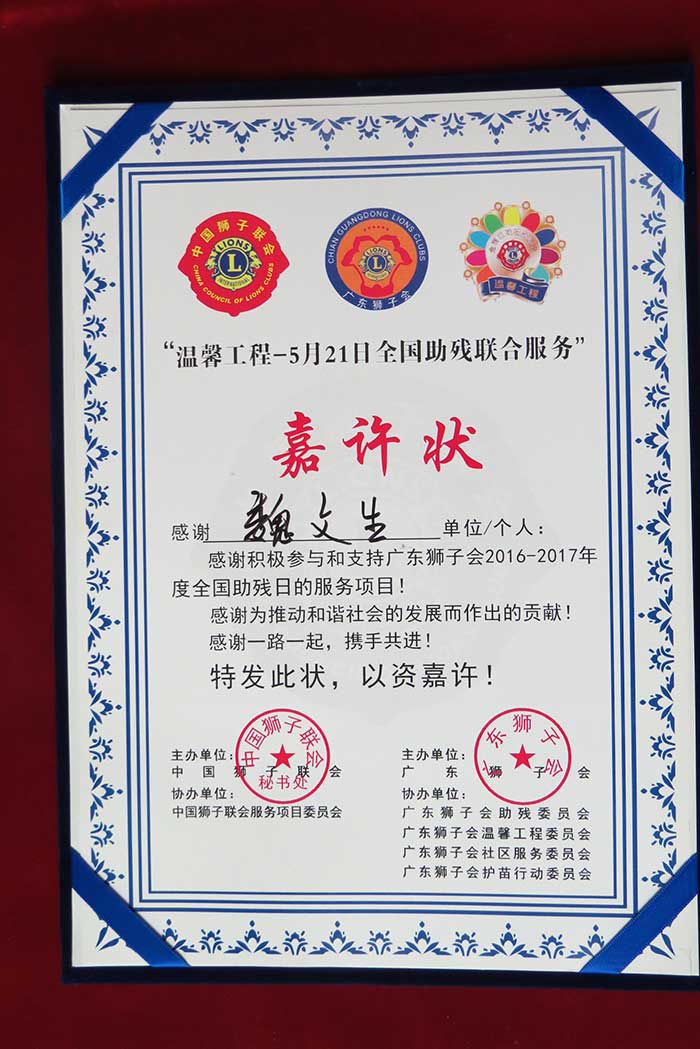 中国狮子联会
LIONS
L
INTERNATIONAL
CHINA COUNCIL OF LIONS CLUBS
CHIAN GUANGDONG LIONS CLUBS
LIONS
L
广东狮子会
温馨工程
“温馨工程-5月21日全国助残联合服务”
嘉许状
感谢 魏文生 单位/个人：
感谢积极参与和支持广东狮子会2016-2017年
度全国助残日的服务项目！
感谢为推动和谐社会的发展而作出的贡献！
感谢一路一起，携手共进！
特发此状，以资嘉许！
中国狮子联会
秘书处
主办单位：
中国狮子联会
协办单位：
中国狮子联会服务项目委员会
广东狮子会
主办单位：
广东狮子会
协办单位：
广东狮子会助残委员会
广东狮子会温馨工程委员会
广东狮子会社区服务委员会
广东狮子会护苗行动委员会